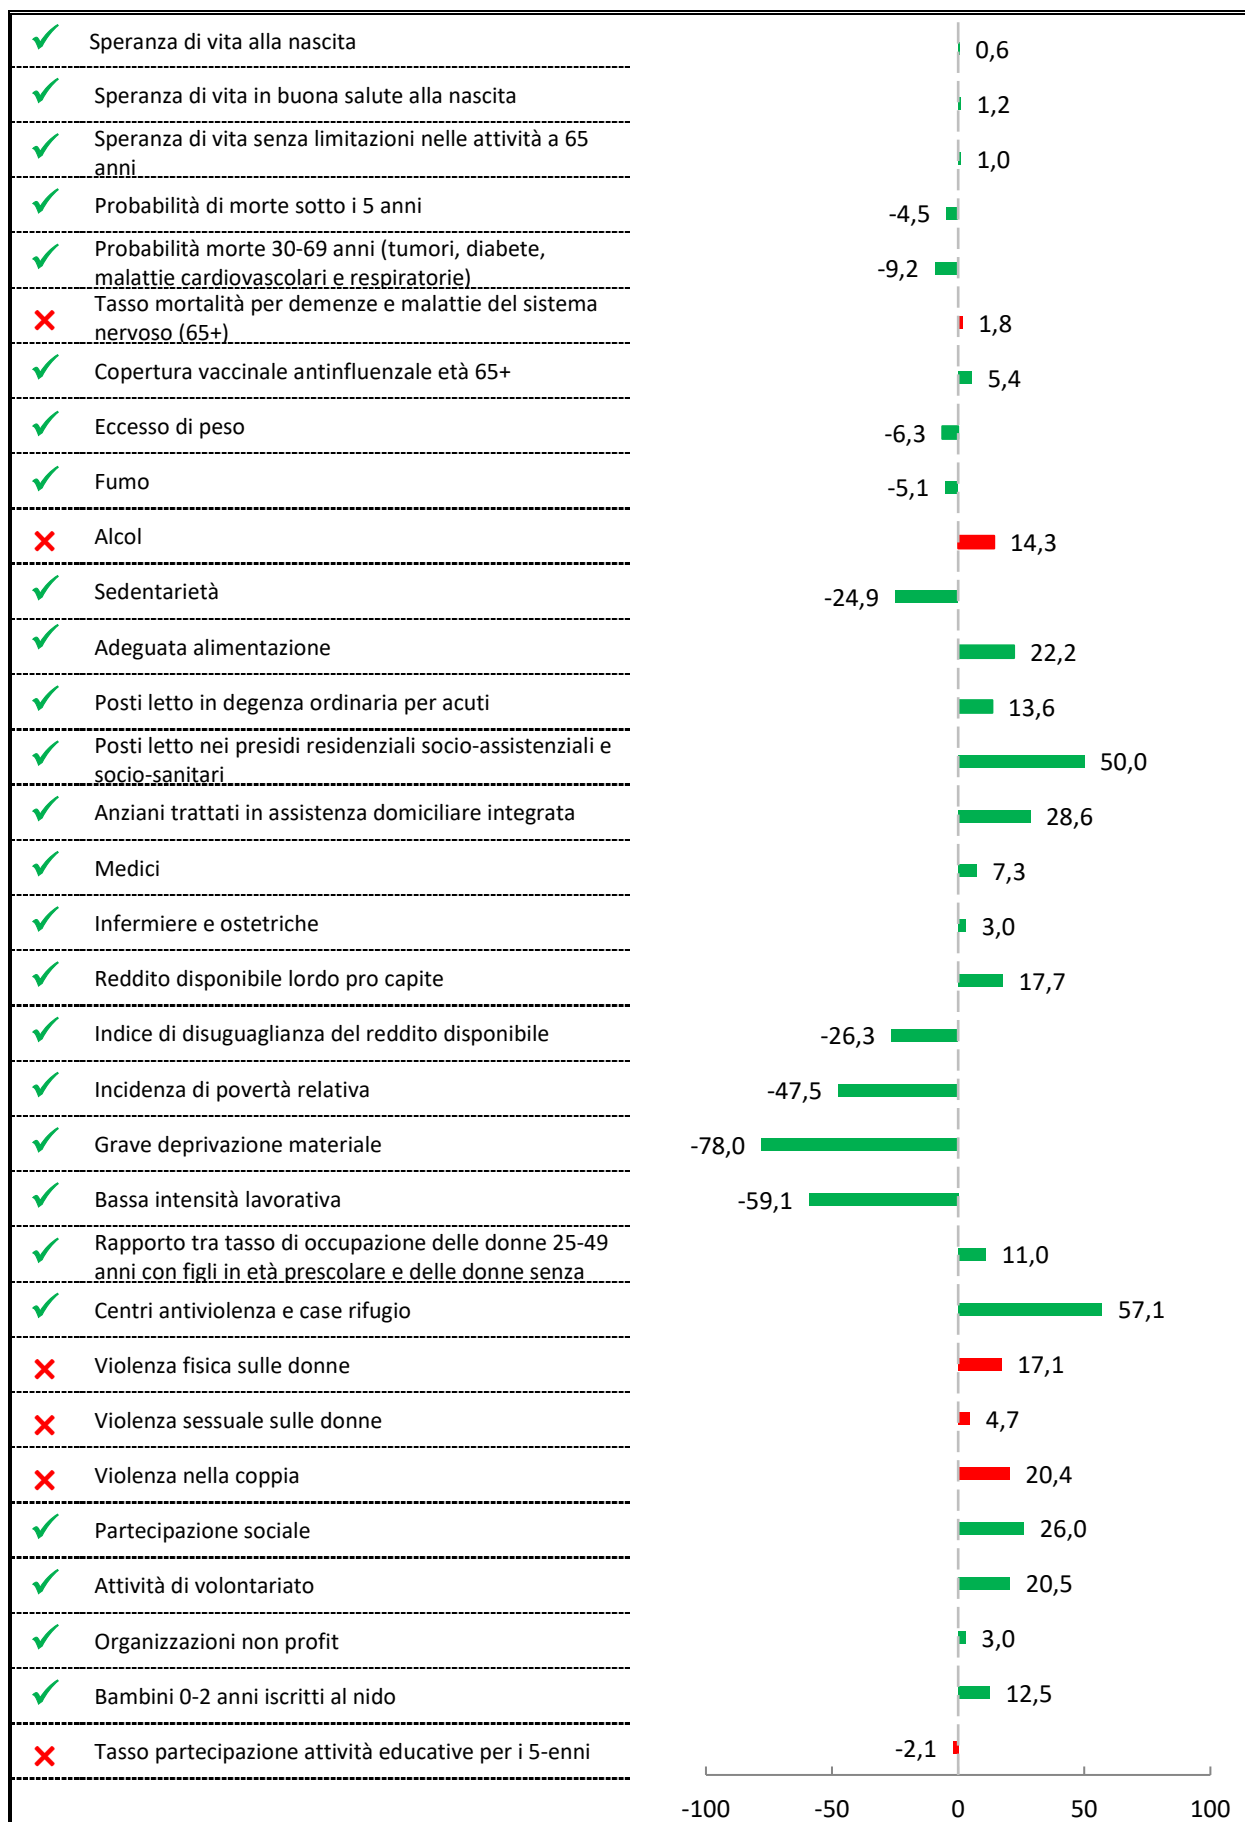 Speranza di vita alla nascita
0,6
Speranza di vita in buona salute alla nascita
1,2
Speranza di vita senza limitazioni nelle attività a 65
anni
1,0
Probabilità di morte sotto i 5 anni
-4,5
Probabilità morte 30-69 anni (tumori, diabete,
malattie cardiovascolari e respiratorie)
-9,2
Tasso mortalità per demenze e malattie del sistema
nervoso (65+)
1,8
Copertura vaccinale antinfluenzale età 65+
5,4
Eccesso di peso
-6,3
Fumo
-5,1
Alcol
14,3
Sedentarietà
-24,9
Adeguata alimentazione
22,2
Posti letto in degenza ordinaria per acuti
13,6
Posti letto nei presidi residenziali socio-assistenziali e
socio-sanitari
50,0
Anziani trattati in assistenza domiciliare integrata
28,6
Medici
7,3
Infermiere e ostetriche
3,0
Reddito disponibile lordo pro capite
17,7
Indice di disuguaglianza del reddito disponibile
-26,3
Incidenza di povertà relativa
-47,5
Grave deprivazione materiale
-78,0
Bassa intensità lavorativa
-59,1
Rapporto tra tasso di occupazione delle donne 25-49
anni con figli in età prescolare e delle donne senza
11,0
Centri antiviolenza e case rifugio
57,1
Violenza fisica sulle donne
17,1
Violenza sessuale sulle donne
4,7
Violenza nella coppia
20,4
Partecipazione sociale
26,0
Attività di volontariato
20,5
Organizzazioni non profit
3,0
Bambini 0-2 anni iscritti al nido
12,5
Tasso partecipazione attività educative per i 5-enni
-2,1
-100 -50 0 50 100